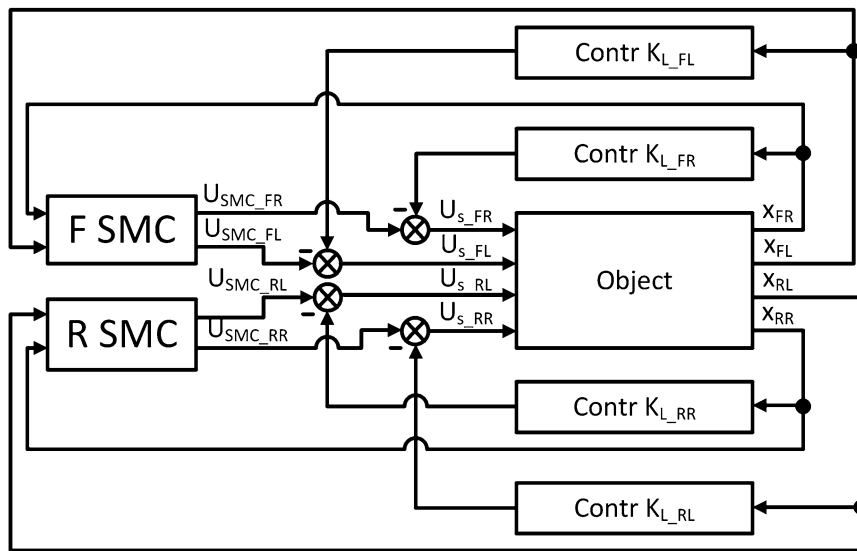 Contr K_L_FL
Contr K_L_FR
U_SMC_FR
F SMC
U_SMC_FL
U_s_FR
U_s_FL
x_FR
x_FL
Object
U_SMC_RL
R SMC
U_SMC_RR
U_s_RL
U_s_RR
x_RL
x_RR
Contr K_L_RR
Contr K_L_RL